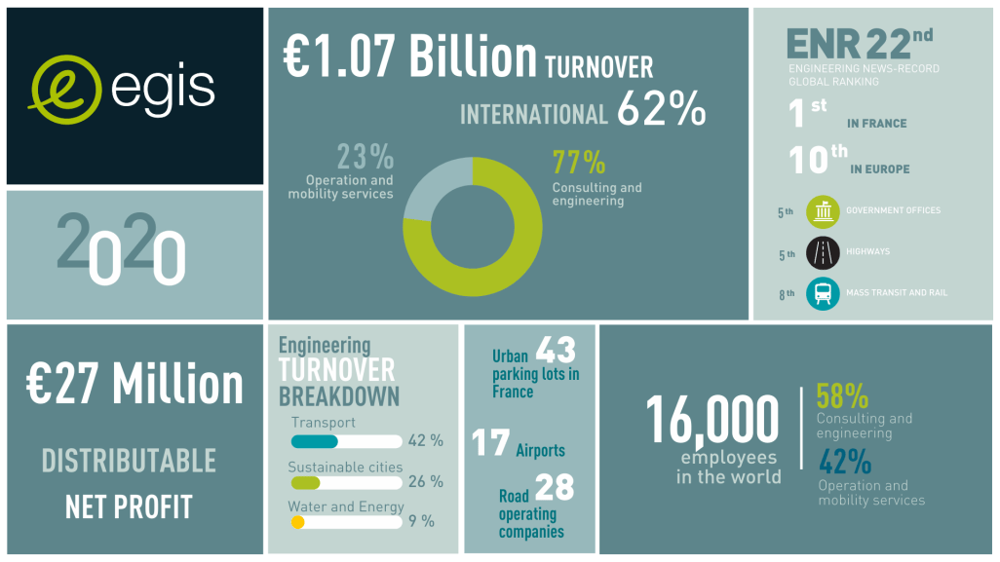 egis
2020
€1.07 Billion TURNOVER
INTERNATIONAL 62%
23%
Operation and
mobility services
77%
Consulting and
engineering
ENR 22nd
ENGINEERING NEWS-RECORD
GLOBAL RANKING
1st IN FRANCE
10th IN EUROPE
5th GOVERNMENT OFFICES
5th HIGHWAYS
8th MASS TRANSIT AND RAIL
€27 Million
DISTRIBUTABLE
NET PROFIT
Engineering
TURNOVER
BREAKDOWN
Transport
42 %
Sustainable cities
26 %
Water and Energy
9 %
Urban 43
parking lots in
France
17 Airports
Road 28
operating
companies
16,000
employees
in the world
58%
Consulting and
engineering
42%
Operation and
mobility services